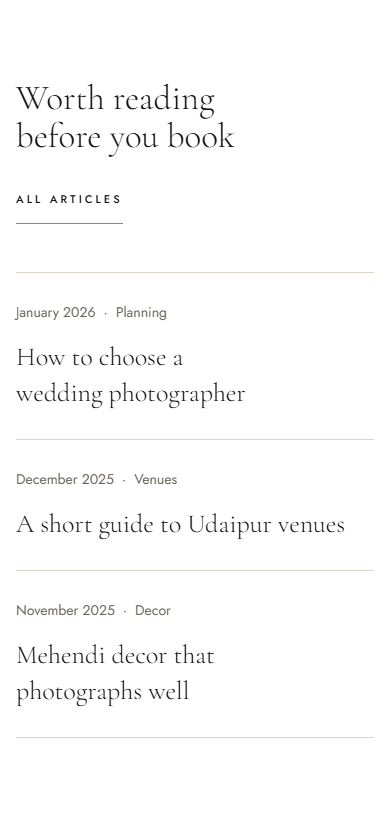 Worth reading
before you book
ALL ARTICLES
January 2026 · Planning
How to choose a
wedding photographer
December 2025 · Venues
A short guide to Udaipur venues
November 2025 · Decor
Mehendi decor that
photographs well